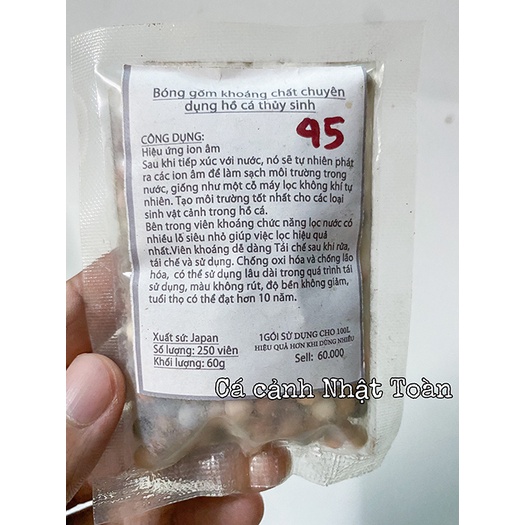 Bóng gốm khoáng chất chuyên
dụng hồ cá thủy sinh
95
CÔNG DỤNG:
Hiệu ứng ion âm
Sau khi tiếp xúc với nước, nó sẽ tự nhiên phát
ra các ion âm để làm sạch môi trường trong
nước, giống như một cỗ máy lọc không khí tự
nhiên. Tạo môi trường tốt nhất cho các loại
sinh vật cảnh trong hồ cá.
Bên trong viên khoáng chức năng lọc nước có
nhiều lỗ siêu nhỏ giúp việc lọc hiệu quả
nhất.Viên khoáng dễ dàng Tái chế sau khi rửa,
tái chế và sử dụng. Chống oxi hóa và chống lão
hóa, có thể sử dụng lâu dài trong quá trình tái
sử dụng, màu không rút, độ bền không giảm,
tuổi thọ có thể đạt hơn 10 năm.
Xuất sứ: Japan
Số lượng: 250 viên
Khối lượng: 60g
1GÓI SỬ DỤNG CHO 100L
HIỆU QUẢ HƠN KHI DÙNG NHIỀU
Sell: 60.000
Cá cảnh Nhật Toàn